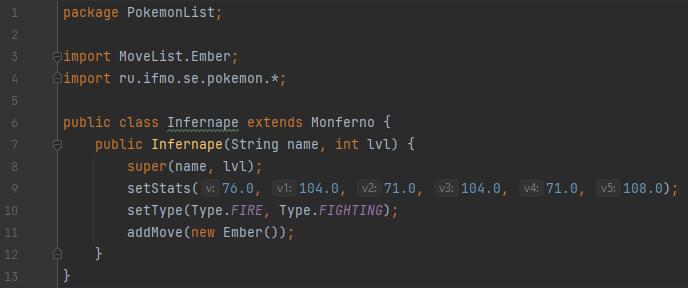 1 package PokemonList;
2
3 import MoveList.Ember;
4 import ru.ifmo.se.pokemon.*;
5
6 public class Infernape extends Monferno {
7 public Infernape(String name, int lvl) {
8 super(name, lvl);
9 setStats( v: 76.0, v1: 104.0, v2: 71.0, v3: 104.0, v4: 71.0, v5: 108.0);
10 setType(Type.FIRE, Type.FIGHTING);
11 addMove(new Ember());
12 }
13 }